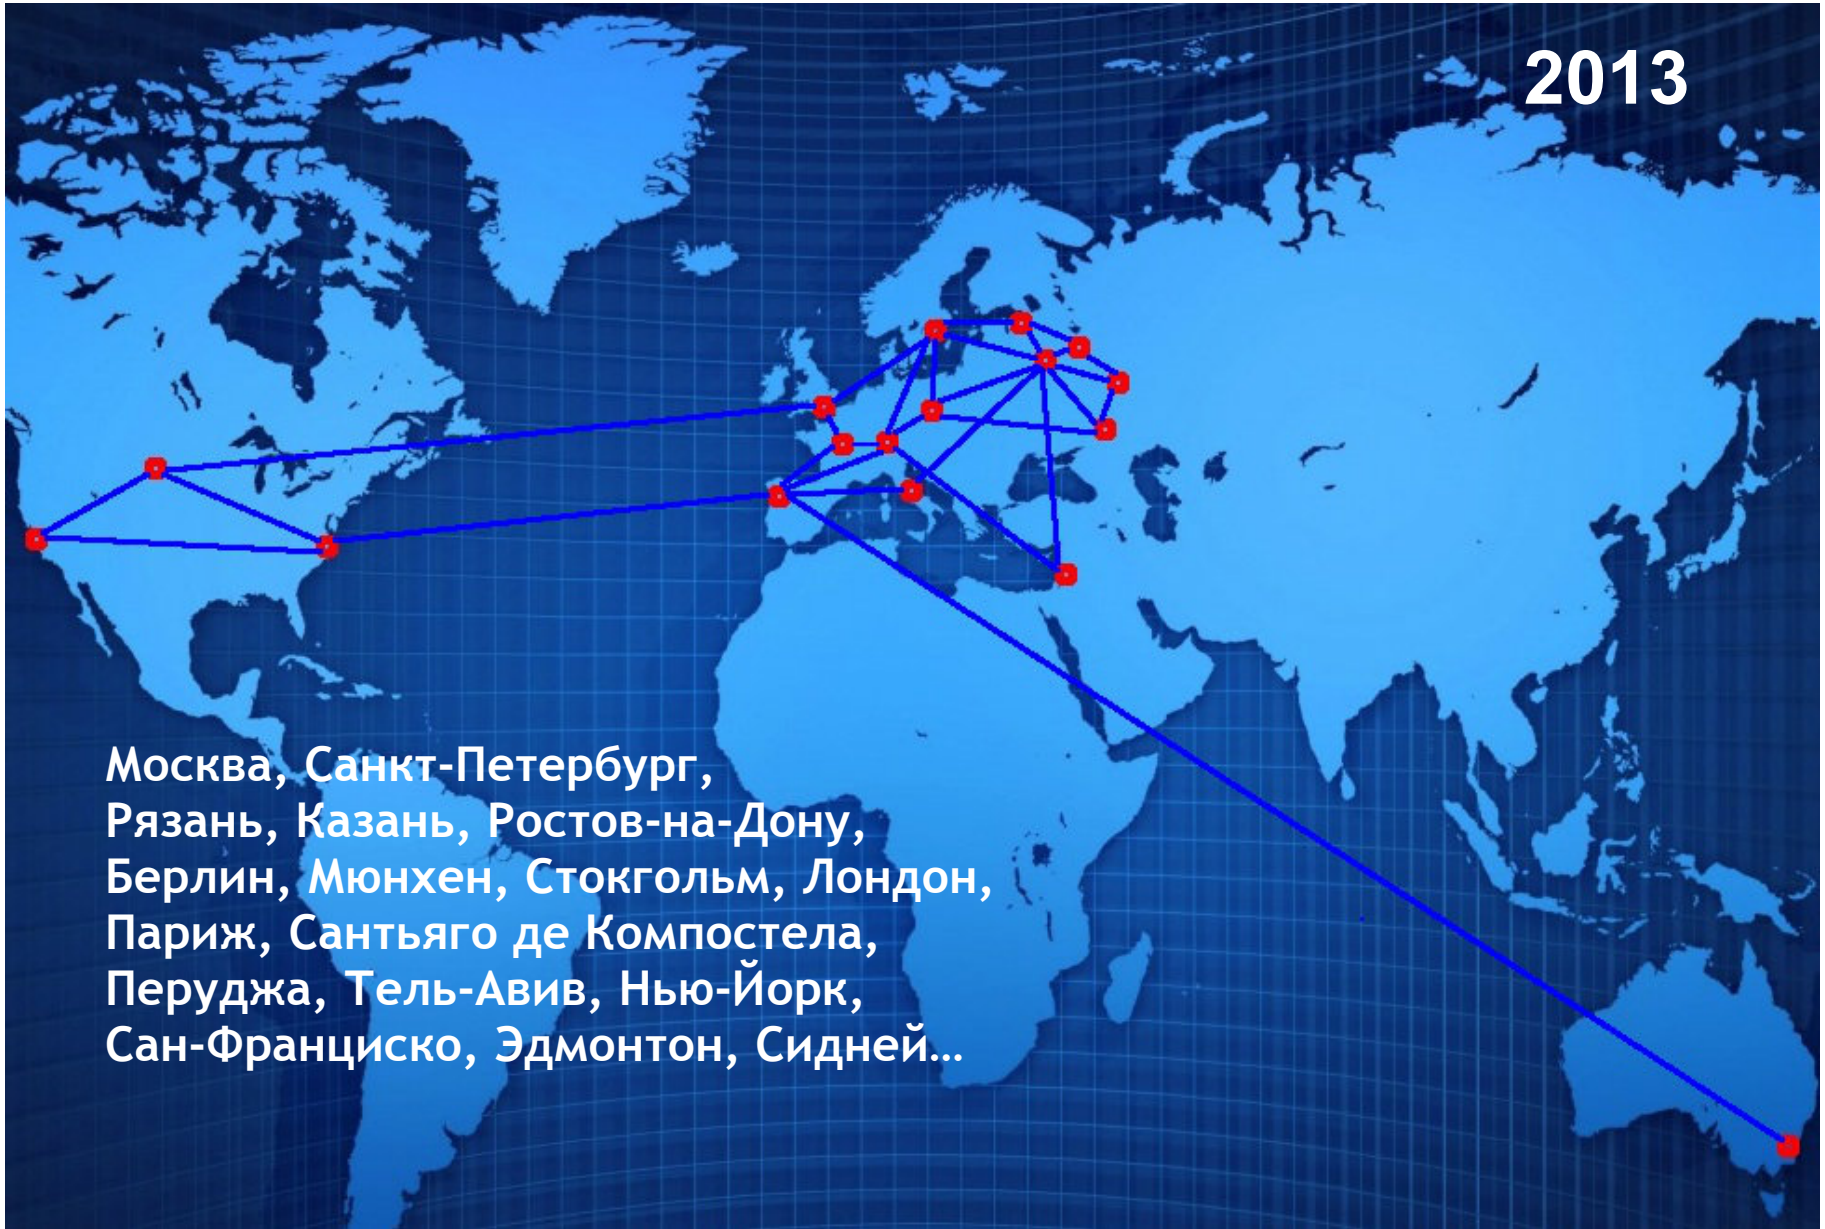 2013
Москва, Санкт-Петербург,
Рязань, Казань, Ростов-на-Дону,
Берлин, Мюнхен, Стокгольм, Лондон,
Париж, Сантьяго де Компостела,
Перуджа, Тель-Авив, Нью-Йорк,
Сан-Франциско, Эдмонтон, Сидней…